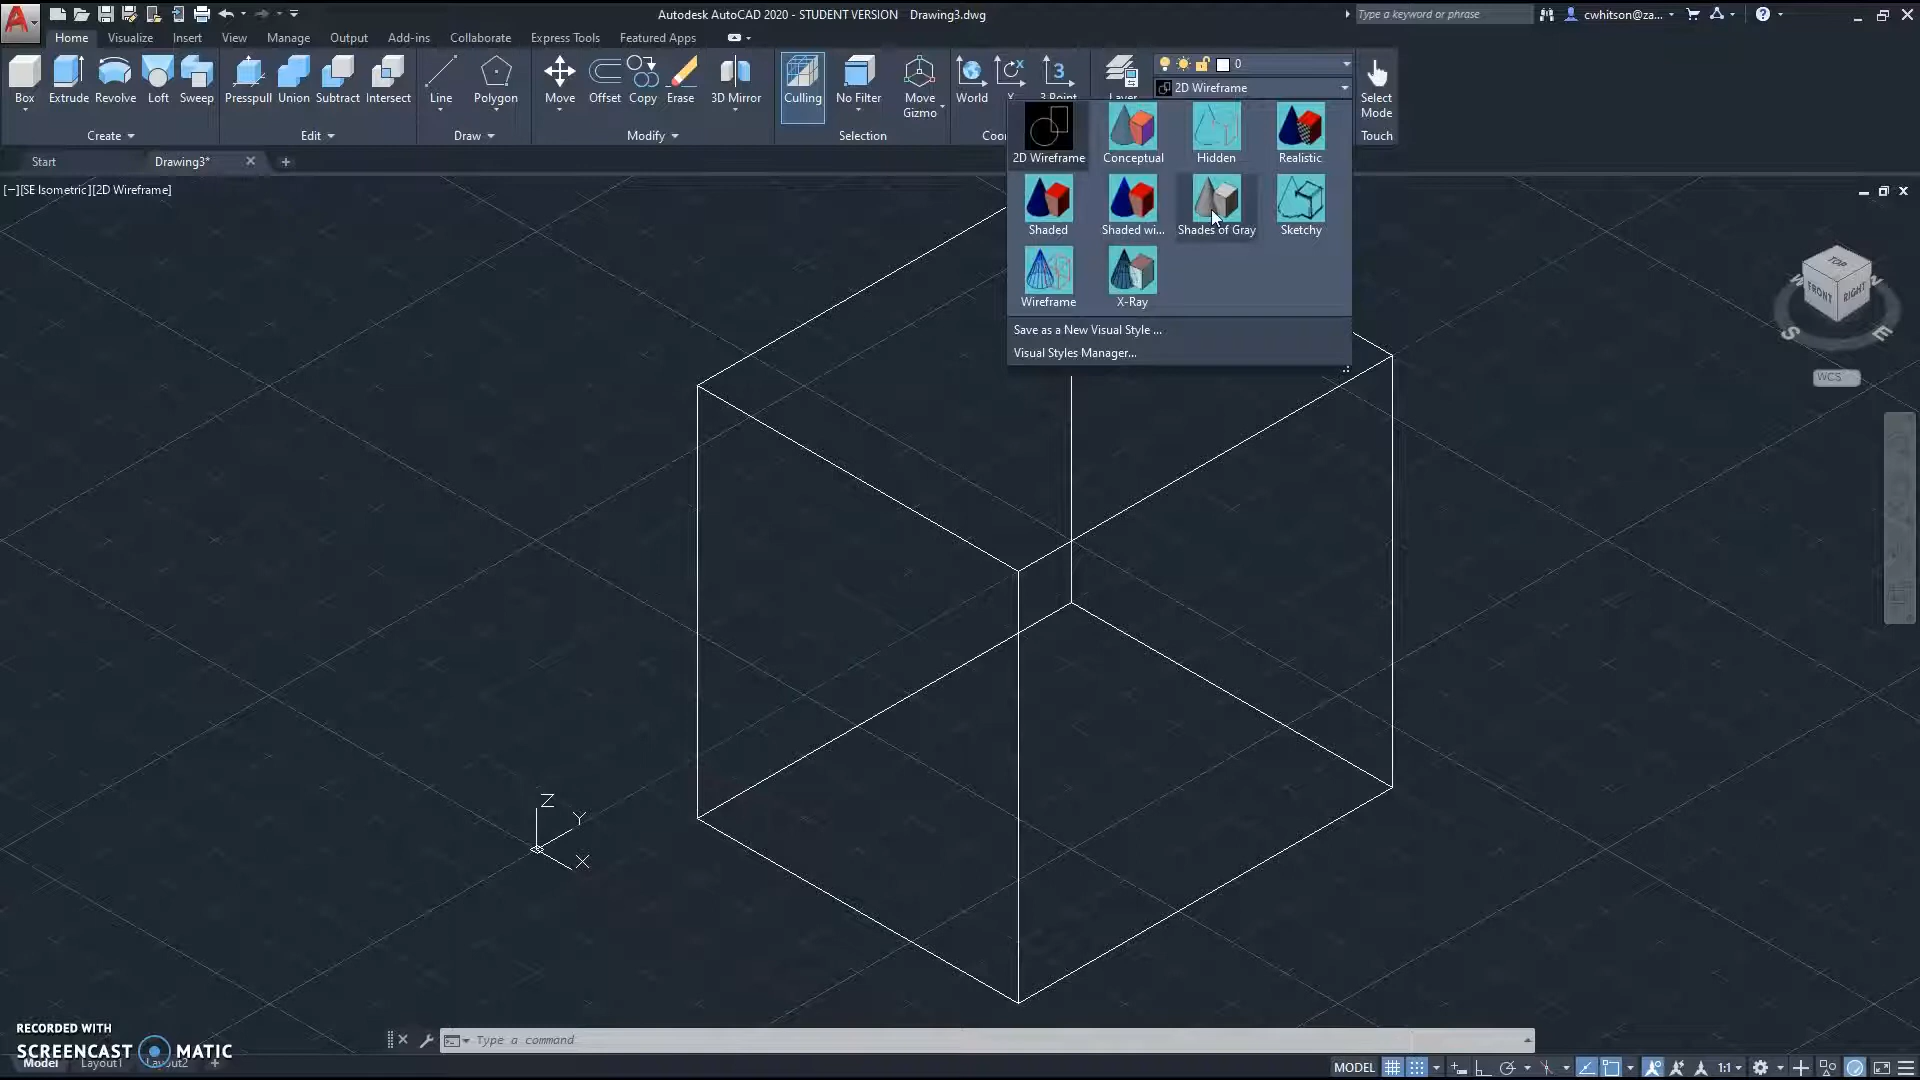 Autodesk AutoCAD 2020 - STUDENT VERSION Drawing3.dwg
Type a keyword or phrase
cwhitson@za...
Home Visualize Insert View Manage Output Add-ins Collaborate Express Tools Featured Apps
Box Extrude Revolve Loft Sweep Presspull Union Subtract Intersect Line Polygon Move Offset Copy Erase 3D Mirror Culling No Filter Move Gizmo World
0
2D Wireframe
Select Mode
Create Edit Draw Modify Selection Touch
Start Drawing3*
[−][SE Isometric][2D Wireframe]
2D Wireframe Conceptual Hidden Realistic
Shaded Shaded wi... Shades of Gray Sketchy
Wireframe X-Ray
Save as a New Visual Style ...
Visual Styles Manager...
TOP
FRONT RIGHT
W N
S E
WCS
Z
Y
X
RECORDED WITH
SCREENCAST MATIC
Type a command
Model Layout1
MODEL 1:1